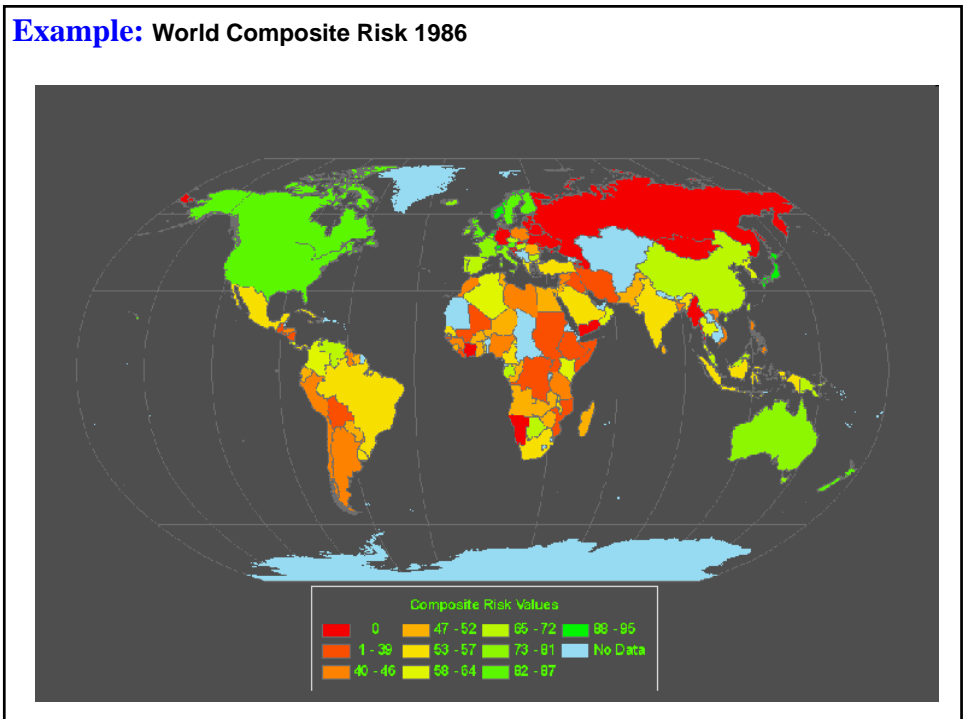 Example: World Composite Risk 1986
Composite Risk Values
0 47 - 52 65 - 72 88 - 95
1 - 39 53 - 57 73 - 81 No Data
40 - 46 58 - 64 82 - 87